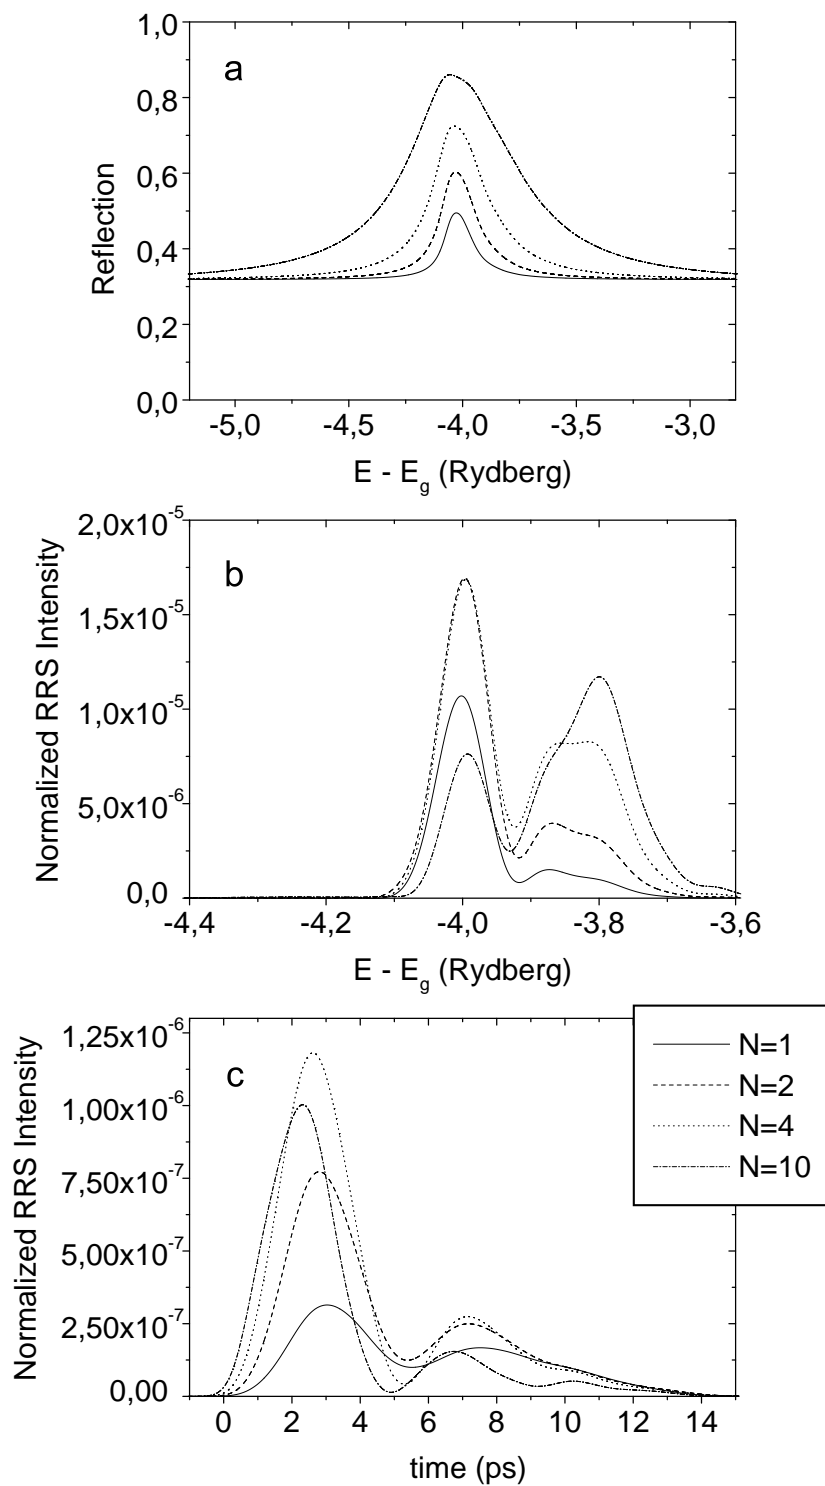 1,0
a
0,8
0,6
0,4
0,2
0,0
Reflection
-5,0 -4,5 -4,0 -3,5 -3,0
E - Eg (Rydberg)
2,0x10-5
b
1,5x10-5
1,0x10-5
5,0x10-6
0,0
Normalized RRS Intensity
-4,4 -4,2 -4,0 -3,8 -3,6
E - Eg (Rydberg)
1,25x10-6
c
1,00x10-6
7,50x10-7
5,00x10-7
2,50x10-7
0,00
Normalized RRS Intensity
N=1
N=2
N=4
N=10
0 2 4 6 8 10 12 14
time (ps)